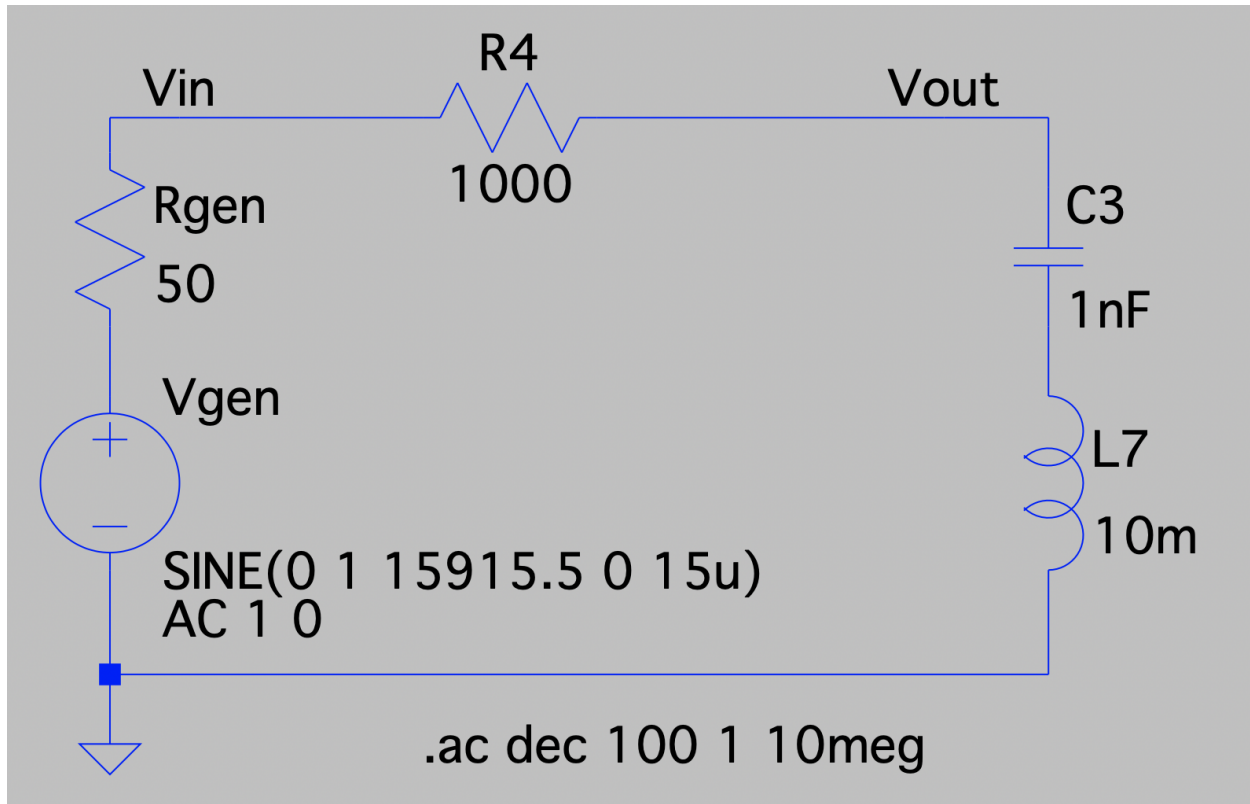 R4
Vin
Vout
1000
Rgen
C3
50
1nF
Vgen
L7
10m
SINE(0 1 15915.5 0 15u)
AC 1 0
.ac dec 100 1 10meg